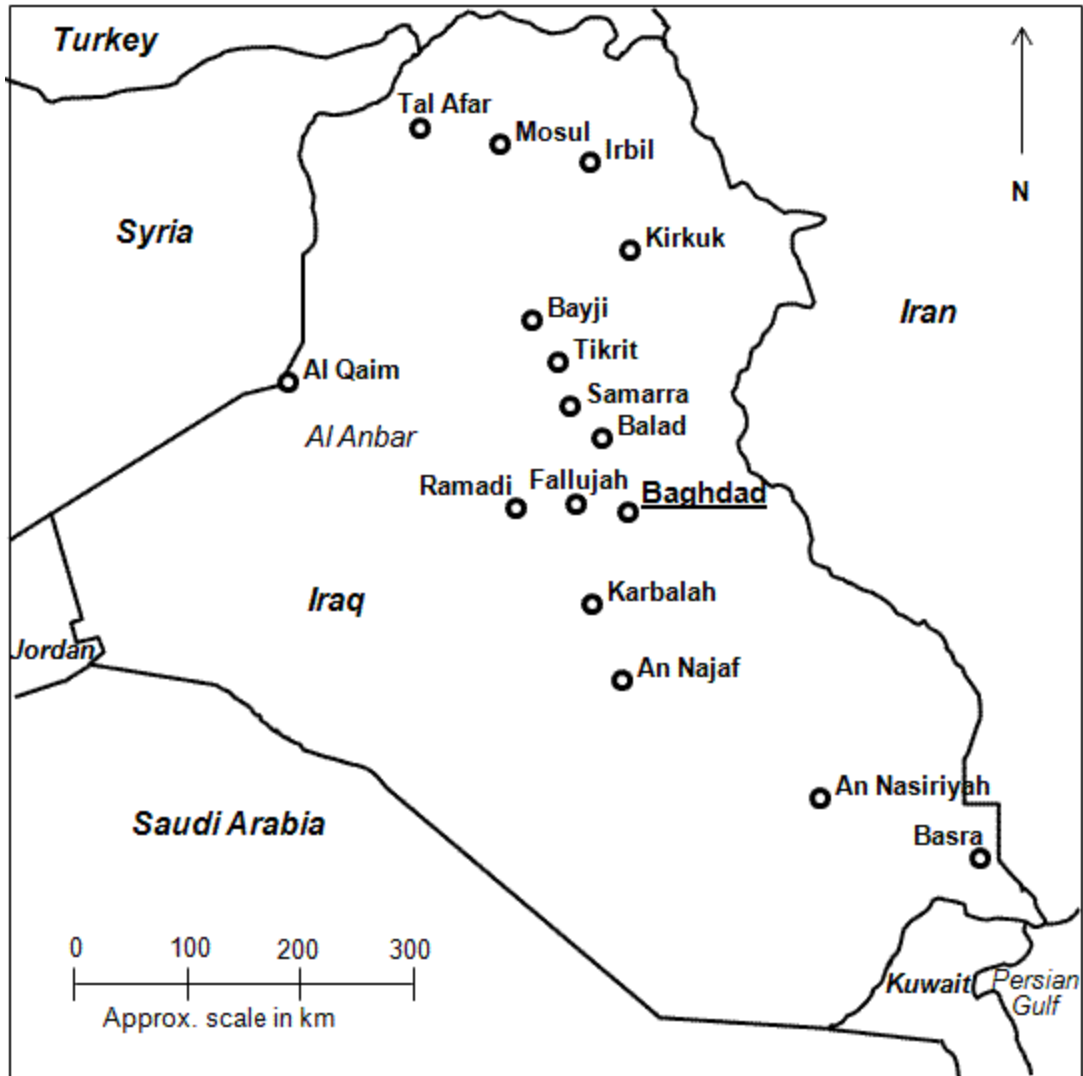 Turkey
Tal Afar
Mosul
Irbil
N
Syria
Kirkuk
Iran
Bayji
Tikrit
Al Qaim
Samarra
Al Anbar
Balad
Ramadi
Fallujah
Baghdad
Iraq
Karbalah
Jordan
An Najaf
An Nasiriyah
Saudi Arabia
Basra
0 100 200 300
Approx. scale in km
Kuwait
Persian
Gulf